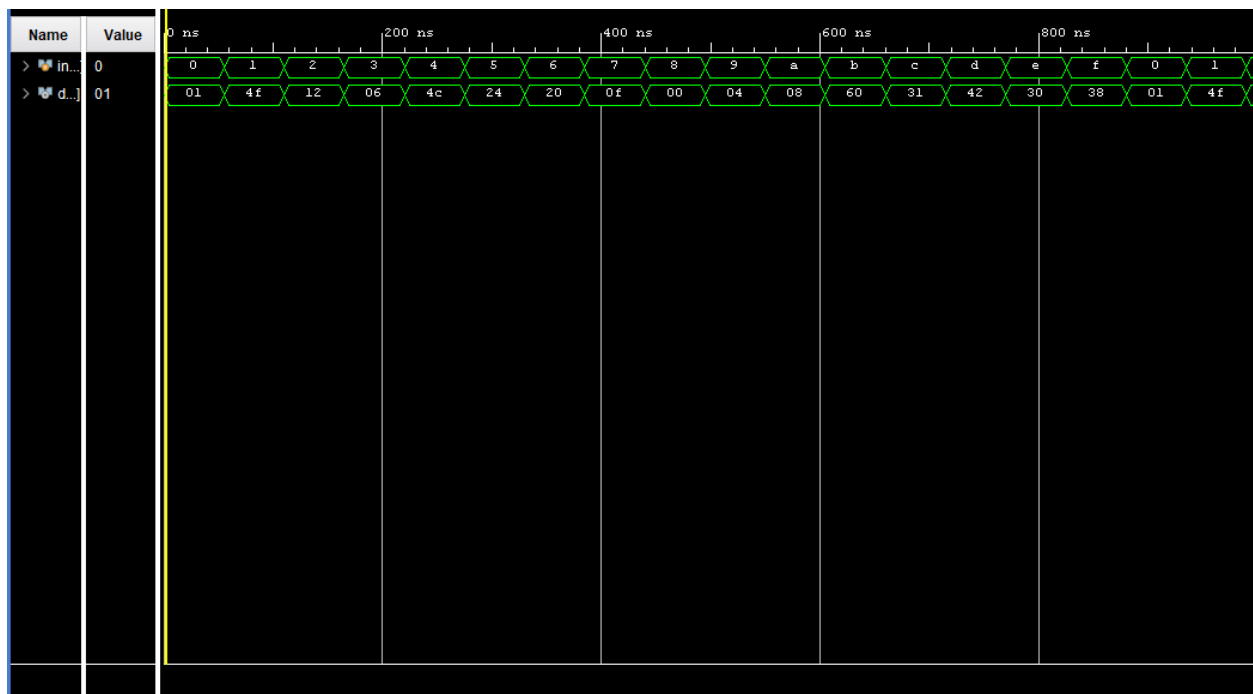 Name Value 0 ns 200 ns 400 ns 600 ns 800 ns
in...] 0 0 1 2 3 4 5 6 7 8 9 a b c d e f 0 1
d...] 01 01 4f 12 06 4c 24 20 0f 00 04 08 60 31 42 30 38 01 4f